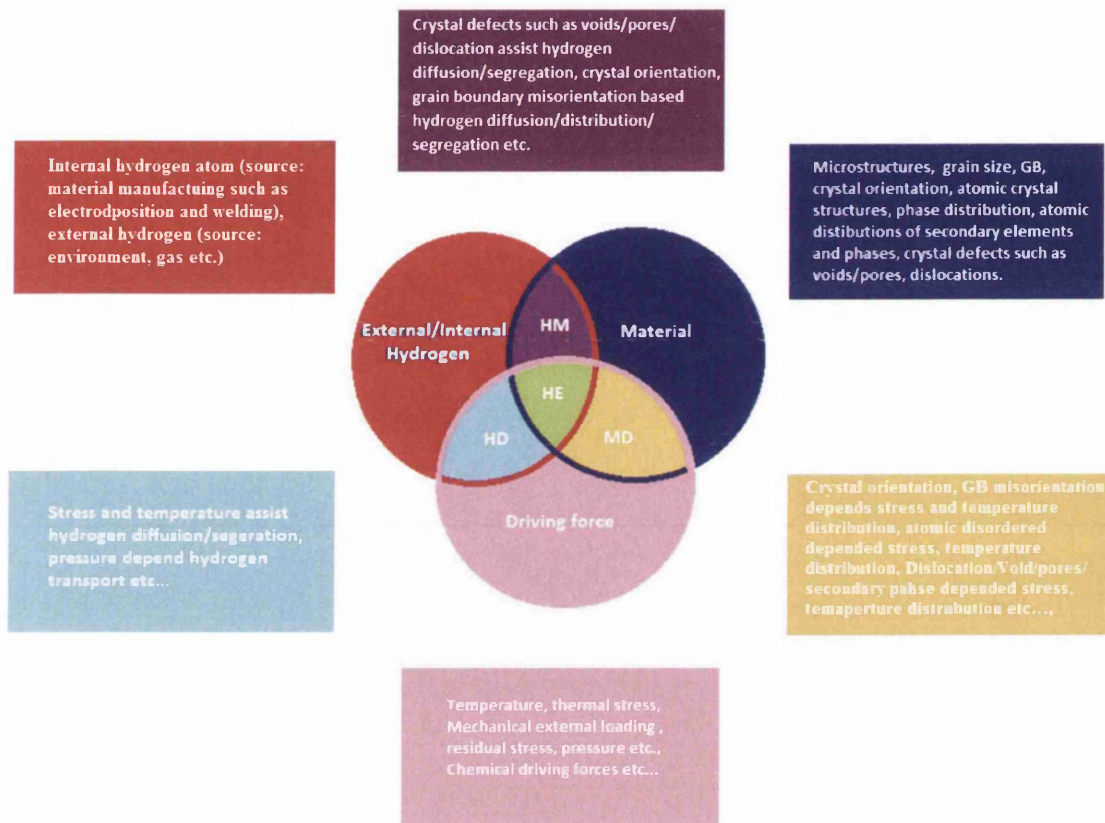 Crystal defects such as voids/pores/
dislocation assist hydrogen
diffusion/segregation, crystal orientation,
grain boundary misorientation based
hydrogen diffusion/distribution/
segregation etc.
Internal hydrogen atom (source:
material manufactuing such as
electrodposition and welding),
external hydrogen (source:
environment, gas etc.)
Microstructures, grain size, GB,
crystal orientation, atomic crystal
structures, phase distribution, atomic
distibutions of secondary elements
and phases, crystal defects such as
voids/pores, dislocations.
External/Internal
Hydrogen
HM
Material
HE
HD
MD
Driving force
Stress and temperature assist
hydrogen diffusion/segeration,
pressure depend hydrogen
transport etc...
Crystal orientation, GB misorientation
depends stress and temperature
distribution, atomic disordered
depended stress, temperature
distribution, Dislocation/Void/pores/
secondary pahse depended stress,
temaperture distrubution etc...,
Temperature, thermal stress,
Mechanical external loading ,
residual stress, pressure etc.,
Chemical driving forces etc...